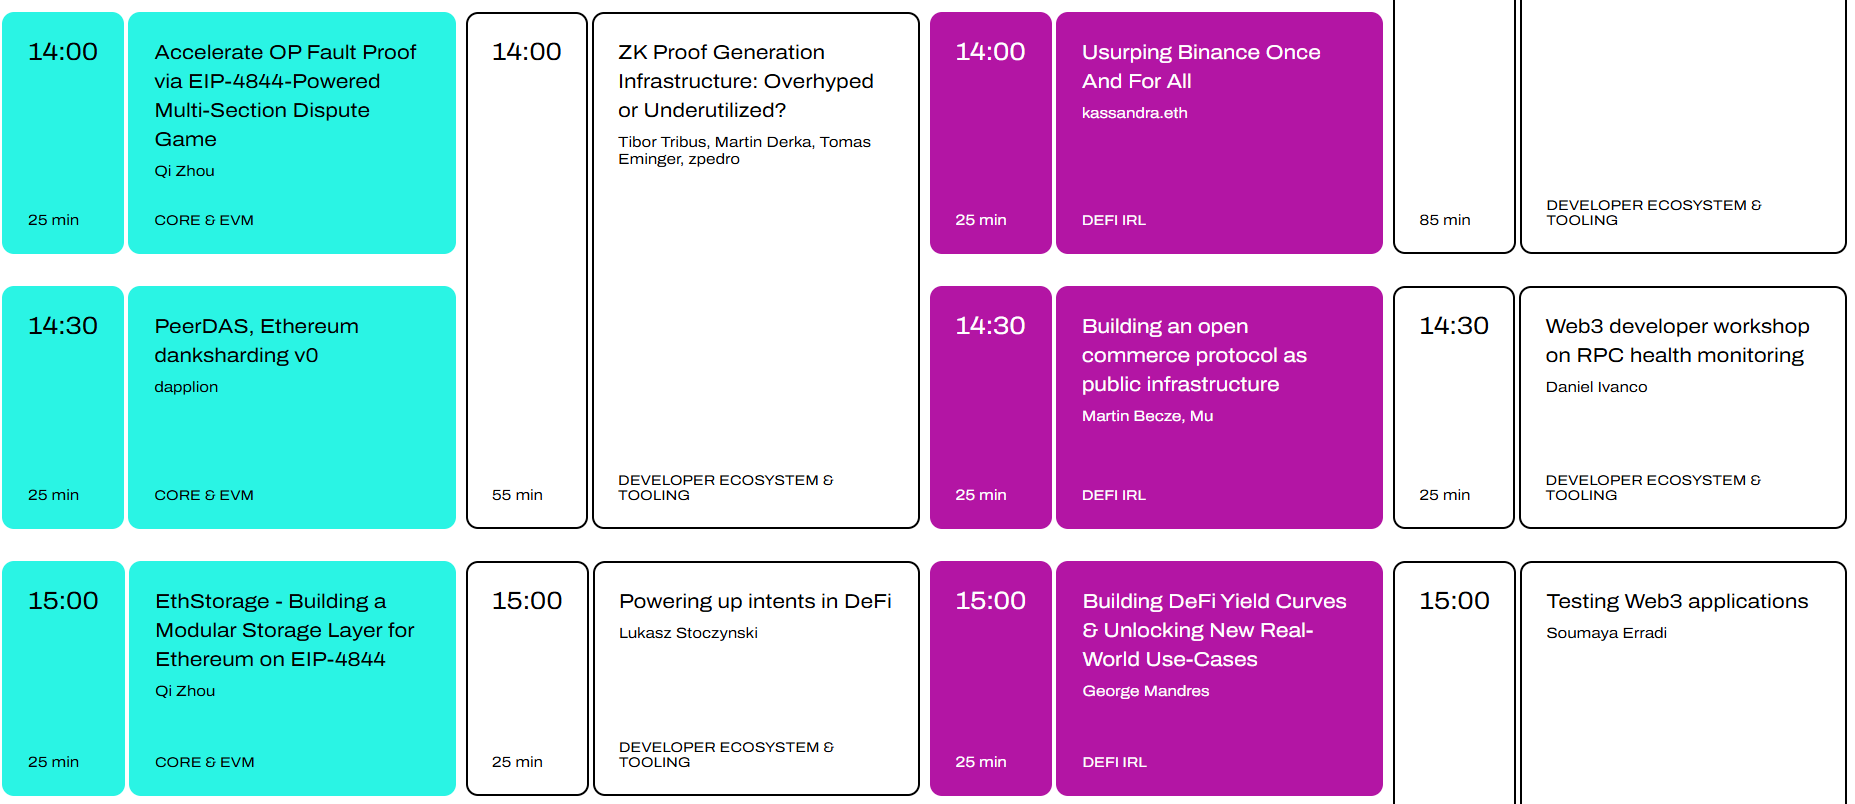 14:00
Accelerate OP Fault Proof
via EIP-4844-Powered
Multi-Section Dispute
Game
Qi Zhou
25 min
CORE & EVM
14:00
ZK Proof Generation
Infrastructure: Overhyped
or Underutilized?
Tibor Tribus, Martin Derka, Tomas
Eminger, zpedro
55 min
DEVELOPER ECOSYSTEM &
TOOLING
14:00
Usurping Binance Once
And For All
kassandra.eth
25 min
DEFI IRL
85 min
DEVELOPER ECOSYSTEM &
TOOLING
14:30
PeerDAS, Ethereum
danksharding v0
dapplion
25 min
CORE & EVM
14:30
Building an open
commerce protocol as
public infrastructure
Martin Becze, Mu
25 min
DEFI IRL
14:30
Web3 developer workshop
on RPC health monitoring
Daniel Ivanco
25 min
DEVELOPER ECOSYSTEM &
TOOLING
15:00
EthStorage - Building a
Modular Storage Layer for
Ethereum on EIP-4844
Qi Zhou
25 min
CORE & EVM
15:00
Powering up intents in DeFi
Lukasz Stoczynski
25 min
DEVELOPER ECOSYSTEM &
TOOLING
15:00
Building DeFi Yield Curves
& Unlocking New Real-
World Use-Cases
George Mandres
25 min
DEFI IRL
15:00
Testing Web3 applications
Soumaya Erradi